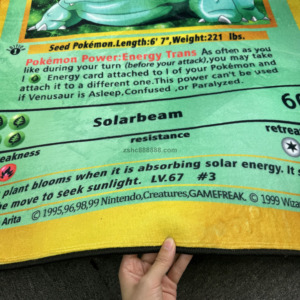 Seed Pokémon.Length:6' 7",Weight:221 lbs.
Pokémon Power:Energy Trans As often as you
like during your turn (before your attack),you may take
1 Energy card attached to 1 of your Pokémon and
attach it to a different one.This power can't be used
if Venusaur is Asleep,Confused ,or Paralyzed.
Solarbeam 60
eakness resistance retrea
zshc888888.com
plant blooms when it is absorbing solar energy. It s
he move to seek sunlight. LV.67 #3
Arita © 1995,96,98,99 Nintendo,Creatures,GAMEFREAK. © 1999 Wiza